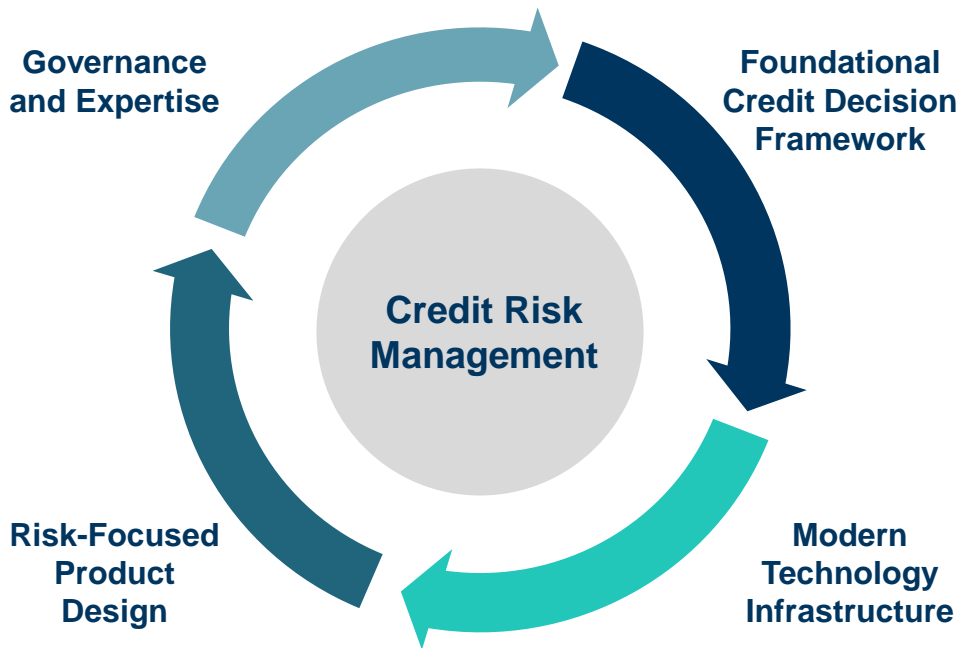 Governance
and Expertise
Foundational
Credit Decision
Framework
Credit Risk
Management
Risk-Focused
Product
Design
Modern
Technology
Infrastructure